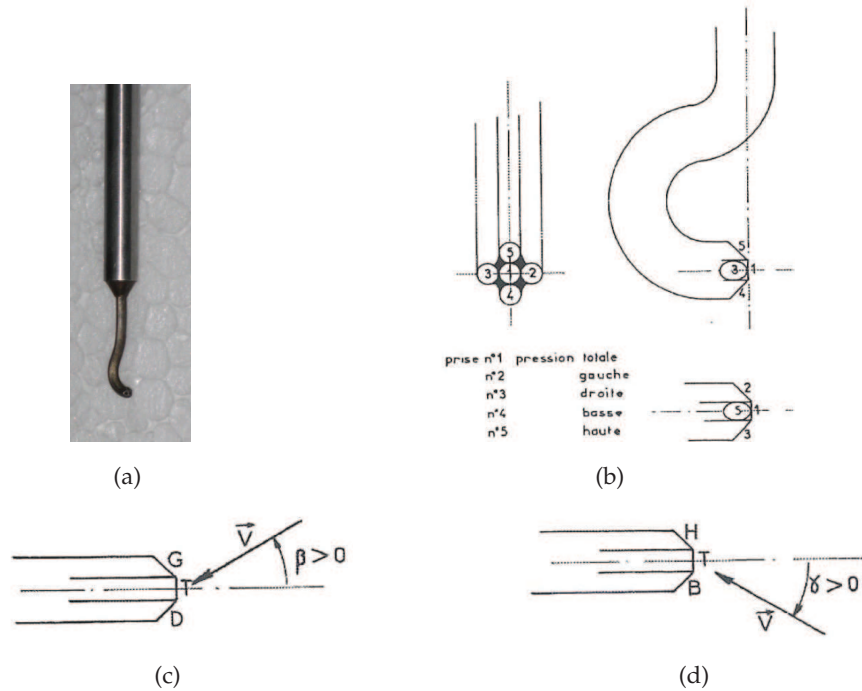 5
3 1 2
4
5
3 1
4
prise n°1 pression totale
n°2 gauche
n°3 droite
n°4 basse
n°5 haute
2
5 1
3
(a)
(b)
G
T
D
V
β>0
H
T
B
V
γ>0
(c)
(d)